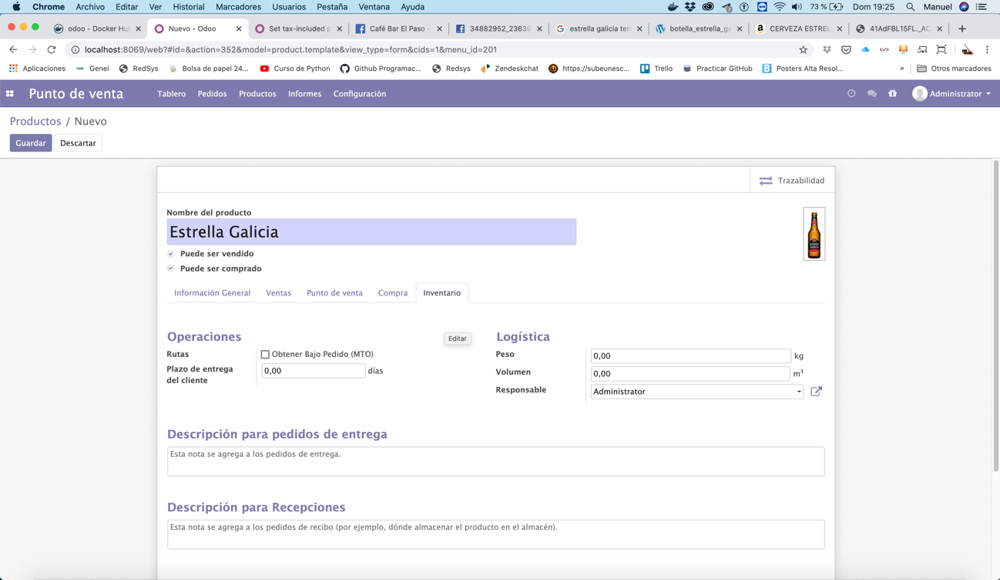 Chrome Archivo Editar Ver Historial Marcadores Usuarios Pestaña Ventana Ayuda 73 % Dom 19:25 Manuel
odoo - Docker Hu Nuevo - Odoo Set tax-included p Café Bar El Paso - 34882952_23639 estrella galicia ter botella_estrella_ga CERVEZA ESTREL 41AdFBL15FL._AC
localhost:8069/web?#id=&action=352&model=product.template&view_type=form&cids=1&menu_id=201
Aplicaciones Genei RedSys Bolsa de papel 24... Curso de Python Github Programac... Redsys Zendeskchat https://subeunesc... Trello Practicar GitHub Posters Alta Resol... » Otros marcadores
Punto de venta Tablero Pedidos Productos Informes Configuración Administrator
Productos / Nuevo
Guardar Descartar
Trazabilidad
Nombre del producto
Estrella Galicia
Puede ser vendido
Puede ser comprado
Información General Ventas Punto de venta Compra Inventario
Operaciones
Editar
Logística
Rutas Obtener Bajo Pedido (MTO)
Peso 0,00 kg
Plazo de entrega del cliente 0,00 días
Volumen 0,00 m³
Responsable Administrator
Descripción para pedidos de entrega
Esta nota se agrega a los pedidos de entrega.
Descripción para Recepciones
Esta nota se agrega a los pedidos de recibo (por ejemplo, dónde almacenar el producto en el almacén).